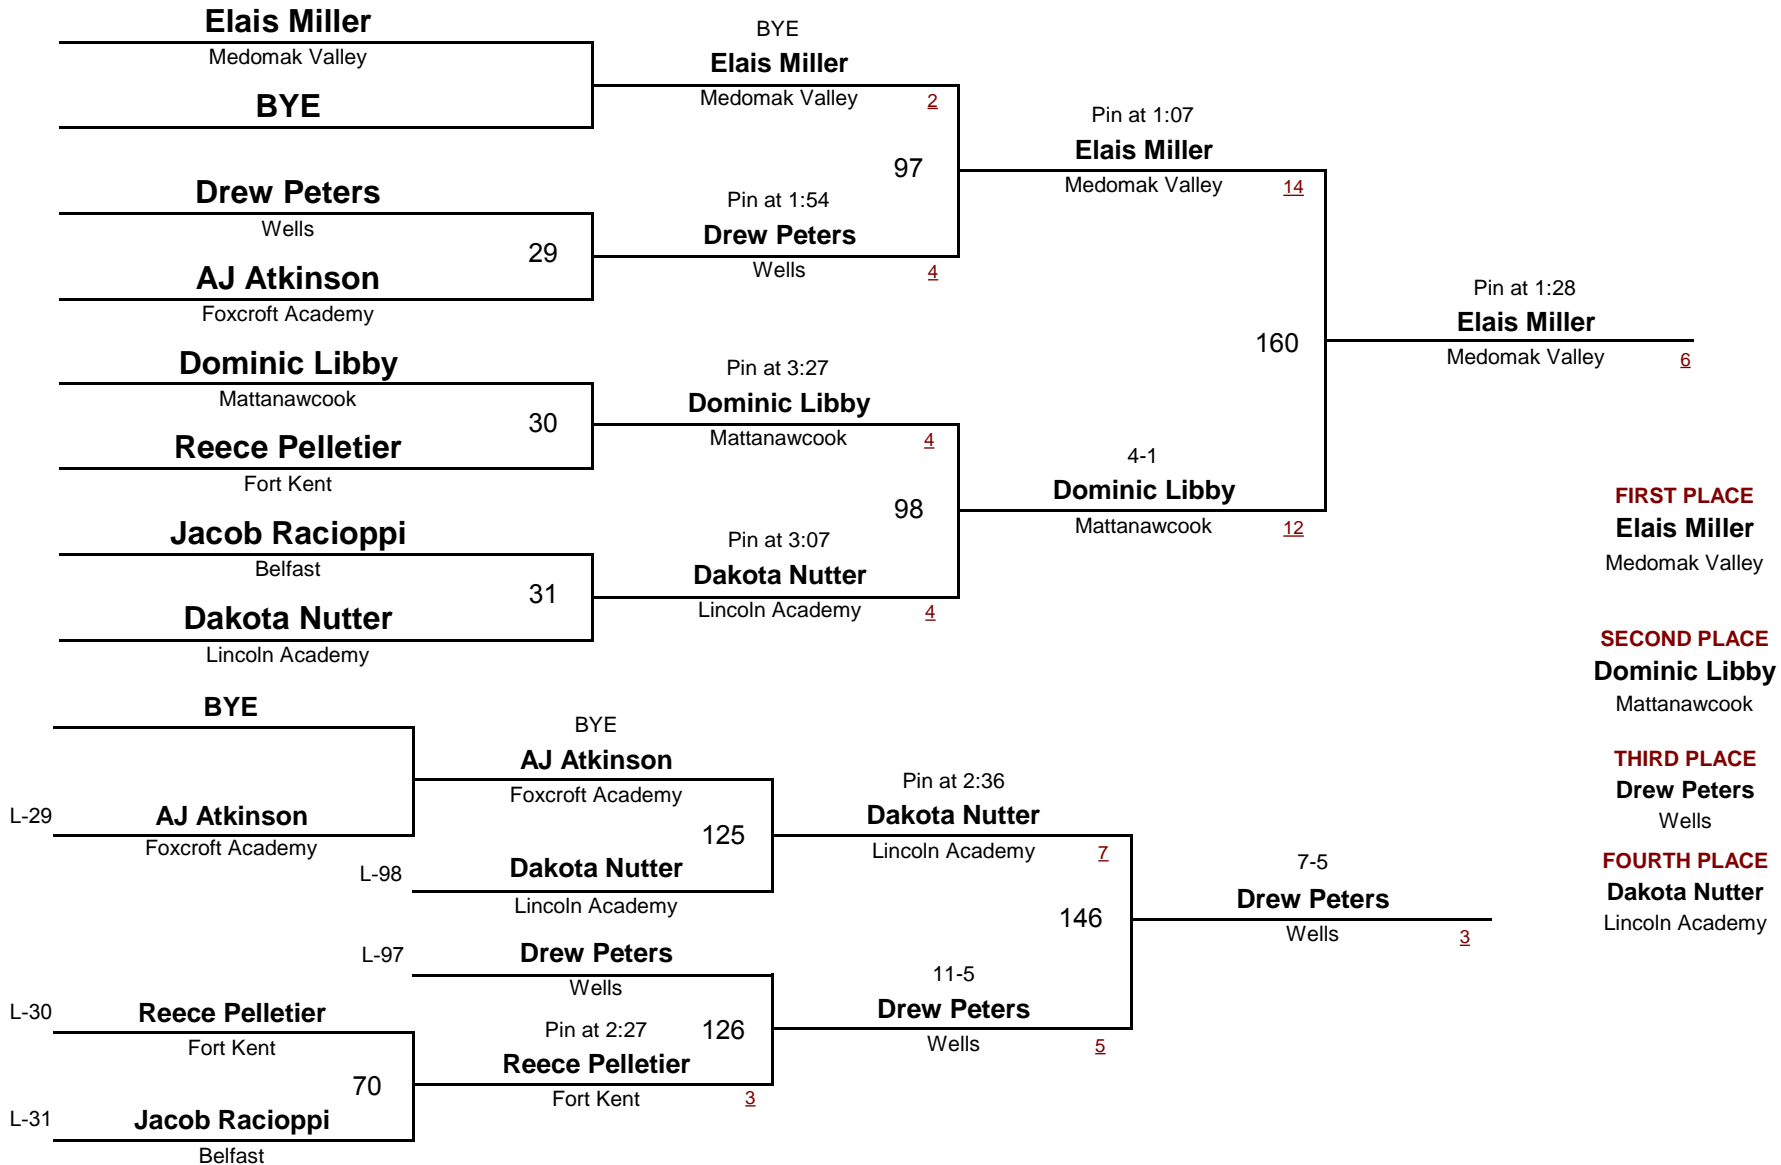 Elais Miller
Medomak Valley
BYE
Drew Peters
Wells
29
AJ Atkinson
Foxcroft Academy
Dominic Libby
Mattanawcook
30
Reece Pelletier
Fort Kent
Jacob Racioppi
Belfast
31
Dakota Nutter
Lincoln Academy
BYE
Elais Miller
Medomak Valley 2
97
Pin at 1:54
Drew Peters
Wells 4
Pin at 3:27
Dominic Libby
Mattanawcook 4
98
Pin at 3:07
Dakota Nutter
Lincoln Academy 4
Pin at 1:07
Elais Miller
Medomak Valley 14
160
4-1
Dominic Libby
Mattanawcook 12
Pin at 1:28
Elais Miller
Medomak Valley 6
FIRST PLACE
Elais Miller
Medomak Valley
SECOND PLACE
Dominic Libby
Mattanawcook
THIRD PLACE
Drew Peters
Wells
FOURTH PLACE
Dakota Nutter
Lincoln Academy
BYE
L-29 AJ Atkinson
Foxcroft Academy
L-30 Reece Pelletier
Fort Kent
70
L-31 Jacob Racioppi
Belfast
BYE
AJ Atkinson
Foxcroft Academy
125
L-98 Dakota Nutter
Lincoln Academy
L-97 Drew Peters
Wells
Pin at 2:27 126
Reece Pelletier
Fort Kent 3
Pin at 2:36
Dakota Nutter
Lincoln Academy 7
146
11-5
Drew Peters
Wells 5
7-5
Drew Peters
Wells 3